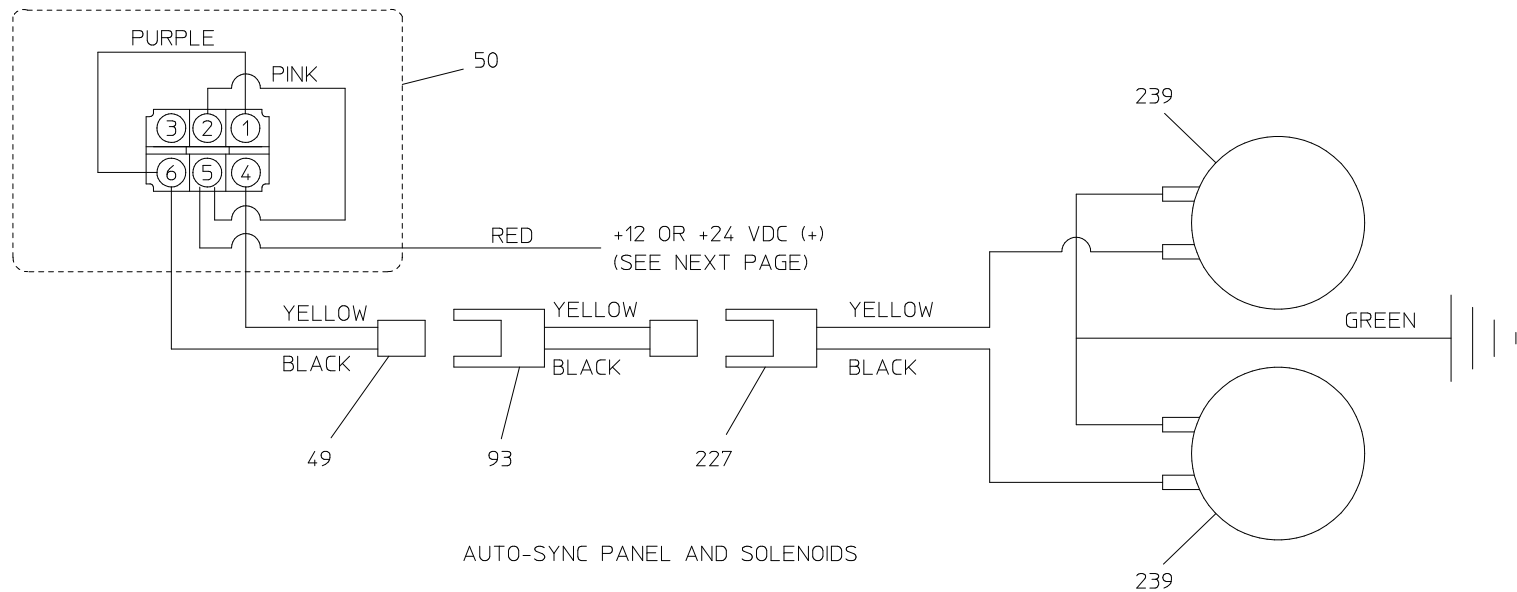 PURPLE
PINK
50
3 2 1
6 5 4
239
RED
+12 OR +24 VDC (+)
(SEE NEXT PAGE)
YELLOW
YELLOW
YELLOW
GREEN
BLACK
BLACK
BLACK
49
93
227
AUTO-SYNC PANEL AND SOLENOIDS
239